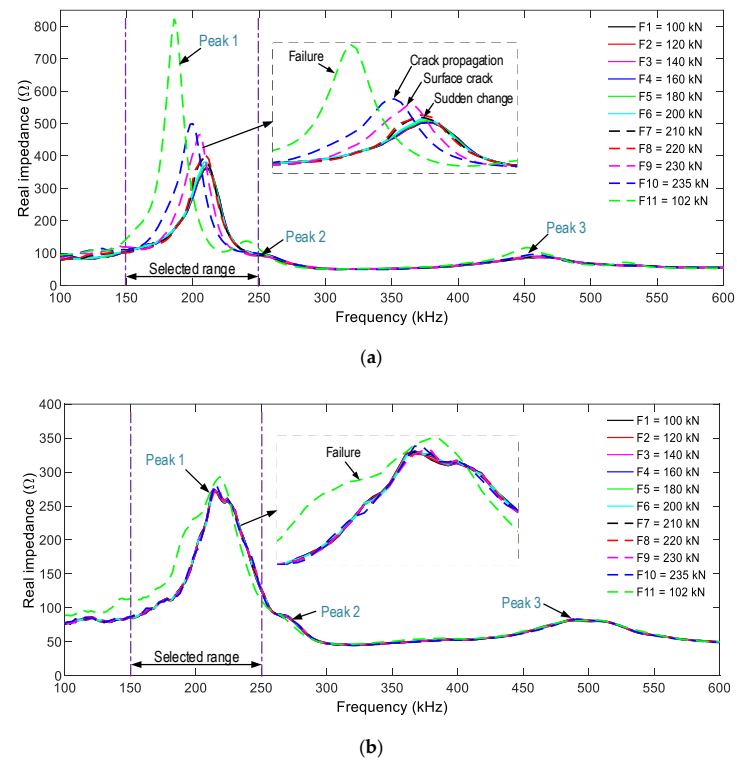 800
700
600
500
400
300
200
100
0
Real impedance (Ω)
Peak 1
Failure
Crack propagation
Surface crack
Sudden change
F1 = 100 kN
F2 = 120 kN
F3 = 140 kN
F4 = 160 kN
F5 = 180 kN
F6 = 200 kN
F7 = 210 kN
F8 = 220 kN
F9 = 230 kN
F10 = 235 kN
F11 = 102 kN
Peak 2
Peak 3
Selected range
100 150 200 250 300 350 400 450 500 550 600
Frequency (kHz)
(a)
400
350
300
250
200
150
100
50
0
Real impedance (Ω)
Peak 1
Failure
F1 = 100 kN
F2 = 120 kN
F3 = 140 kN
F4 = 160 kN
F5 = 180 kN
F6 = 200 kN
F7 = 210 kN
F8 = 220 kN
F9 = 230 kN
F10 = 235 kN
F11 = 102 kN
Peak 2
Peak 3
Selected range
100 150 200 250 300 350 400 450 500 550 600
Frequency (kHz)
(b)